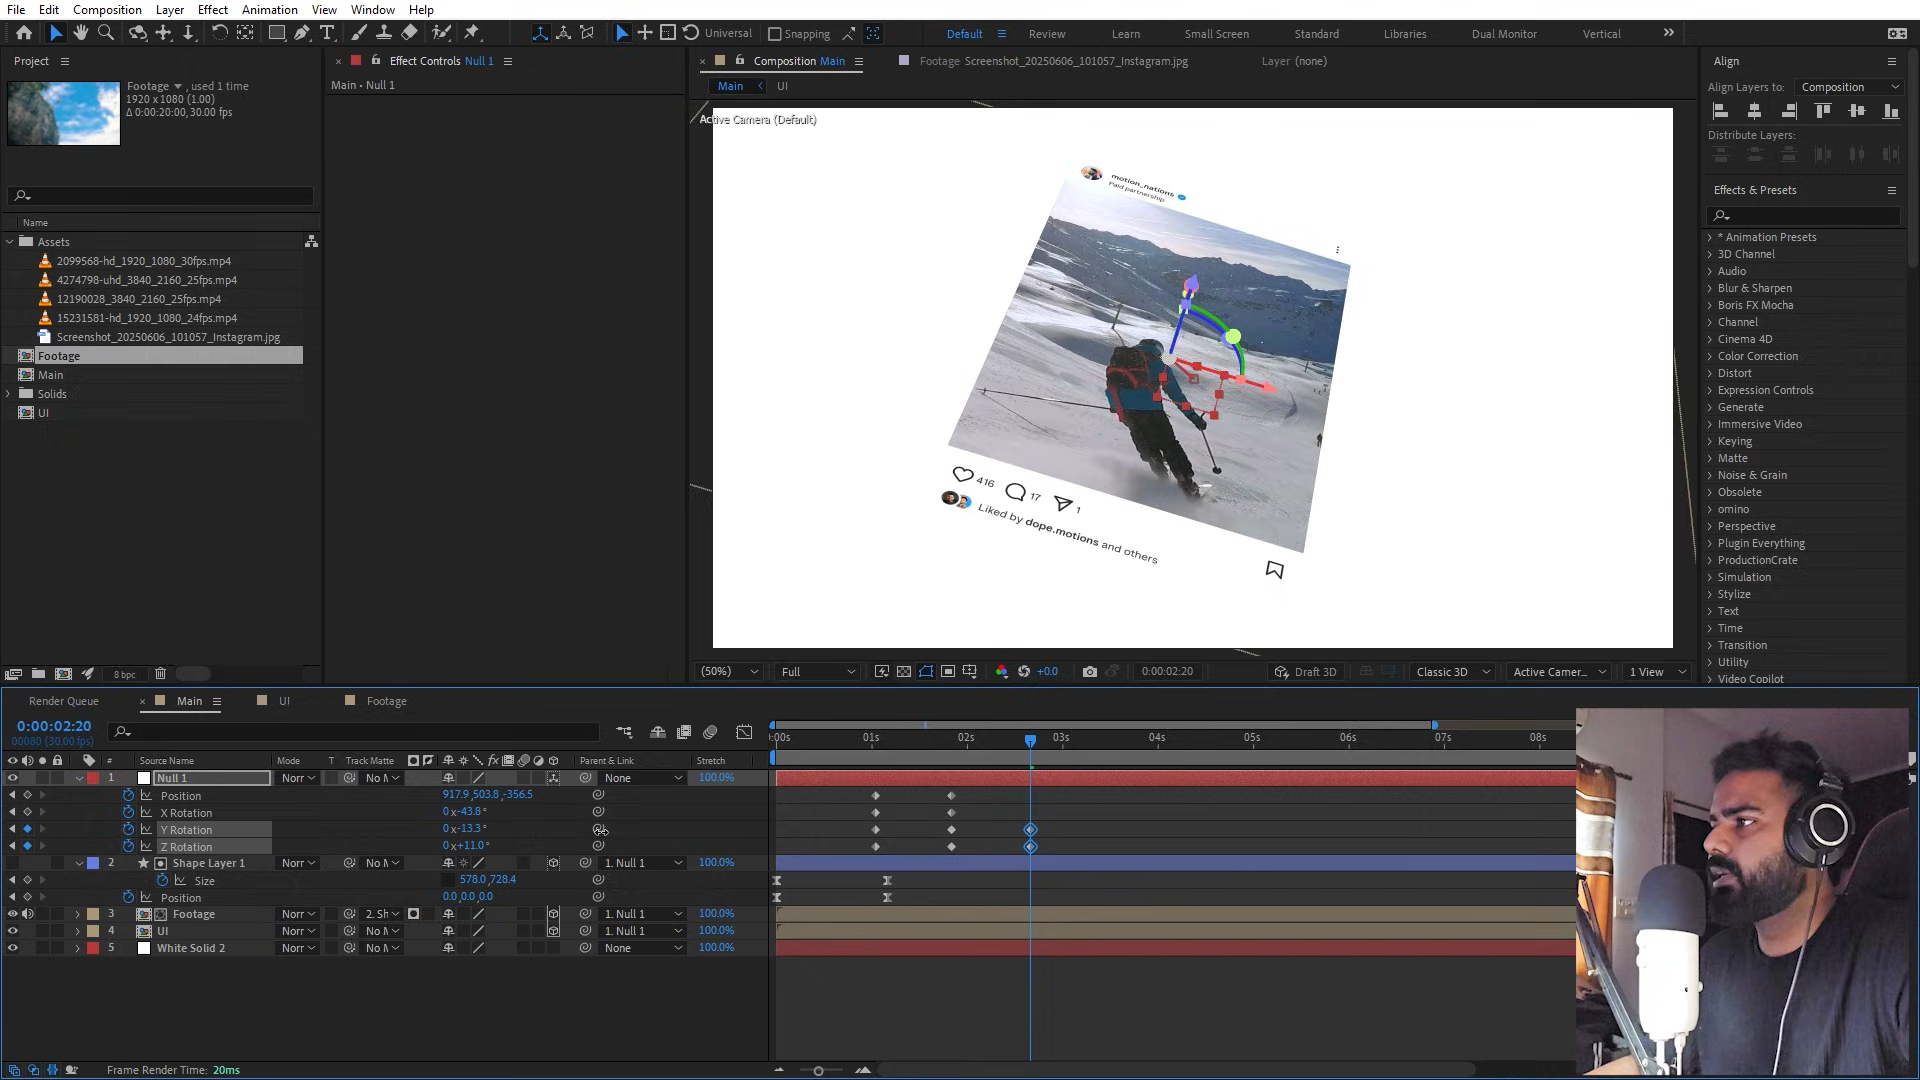 File Edit Composition Layer Effect Animation View Window Help
Universal Snapping Default Review Learn Small Screen Standard Libraries Dual Monitor Vertical
Project
Footage , used 1 time
1920 x 1080 (1.00)
Δ 0:00:20:00, 30.00 fps
Name
Assets
2099568-hd_1920_1080_30fps.mp4
4274798-uhd_3840_2160_25fps.mp4
12190028_3840_2160_25fps.mp4
15231581-hd_1920_1080_24fps.mp4
Screenshot_20250606_101057_Instagram.jpg
Footage
Main
Solids
UI
8 bpc
Effect Controls Null 1
Main • Null 1
Composition Main
Footage Screenshot_20250606_101057_Instagram.jpg
Layer (none)
Main UI
Active Camera (Default)
motion_nations
Paid partnership
416 17 1
Liked by dope.motions and others
(50%) Full +0.0 0:00:02:20 Draft 3D Classic 3D Active Camer... 1 View
Align
Align Layers to: Composition
Distribute Layers:
Effects & Presets
* Animation Presets
3D Channel
Audio
Blur & Sharpen
Boris FX Mocha
Channel
Cinema 4D
Color Correction
Distort
Expression Controls
Generate
Immersive Video
Keying
Matte
Noise & Grain
Obsolete
omino
Perspective
Plugin Everything
ProductionCrate
Simulation
Stylize
Text
Time
Transition
Utility
Video Copilot
Render Queue Main UI Footage
0:00:02:20
00080 (30.00 fps)
:00s 01s 02s 03s 04s 05s 06s 07s 08s
# Source Name Mode T Track Matte Parent & Link Stretch
1 Null 1 Norr No M None 100.0%
Position 917.9,503.8,-356.5
X Rotation 0 x-43.8°
Y Rotation 0 x-13.3°
Z Rotation 0 x+11.0°
2 Shape Layer 1 Norr No M 1. Null 1 100.0%
Size 578.0,728.4
Position 0.0,0.0,0.0
3 Footage Norr 2. Sh 1. Null 1 100.0%
4 UI Norr No M 1. Null 1 100.0%
5 White Solid 2 Norr No M None 100.0%
Frame Render Time: 20ms